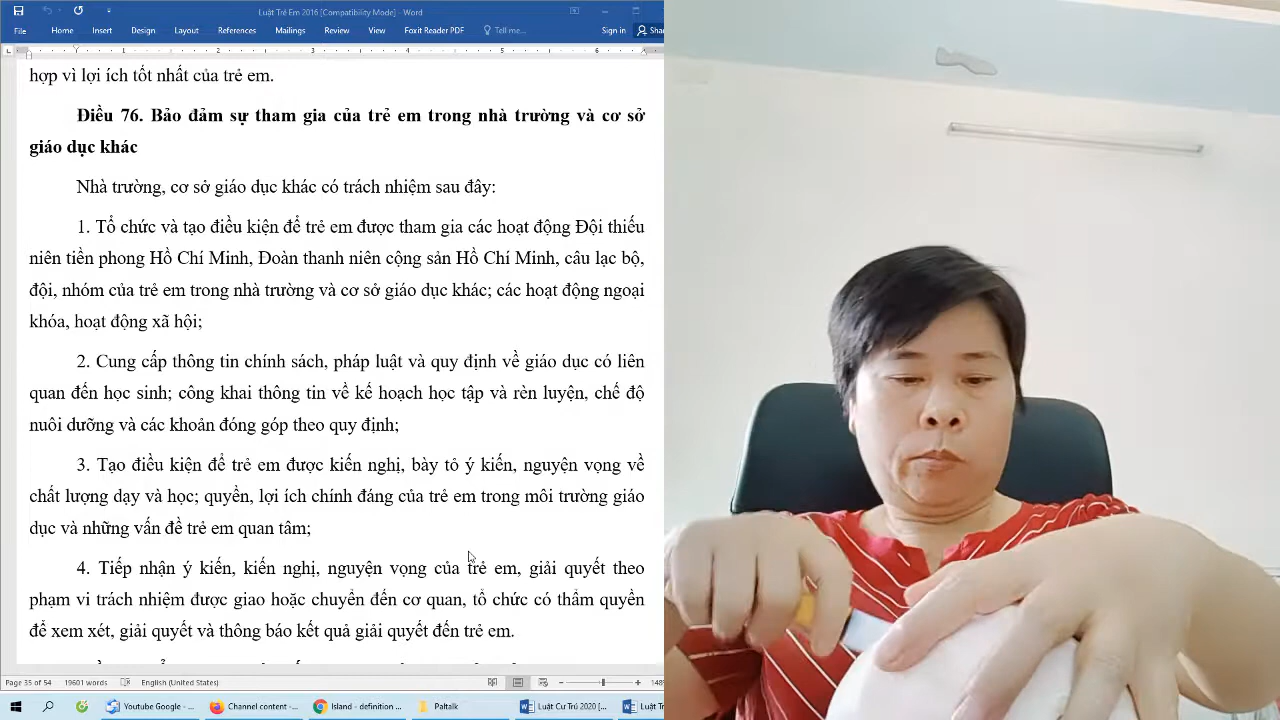 Luật Trẻ Em 2016 [Compatibility Mode] - Word
File Home Insert Design Layout References Mailings Review View Foxit Reader PDF Tell me... Sign in Shar
hợp vì lợi ích tốt nhất của trẻ em.
Điều 76. Bảo đảm sự tham gia của trẻ em trong nhà trường và cơ sở
giáo dục khác
Nhà trường, cơ sở giáo dục khác có trách nhiệm sau đây:
1. Tổ chức và tạo điều kiện để trẻ em được tham gia các hoạt động Đội thiếu
niên tiền phong Hồ Chí Minh, Đoàn thanh niên cộng sản Hồ Chí Minh, câu lạc bộ,
đội, nhóm của trẻ em trong nhà trường và cơ sở giáo dục khác; các hoạt động ngoại
khóa, hoạt động xã hội;
2. Cung cấp thông tin chính sách, pháp luật và quy định về giáo dục có liên
quan đến học sinh; công khai thông tin về kế hoạch học tập và rèn luyện, chế độ
nuôi dưỡng và các khoản đóng góp theo quy định;
3. Tạo điều kiện để trẻ em được kiến nghị, bày tỏ ý kiến, nguyện vọng về
chất lượng dạy và học; quyền, lợi ích chính đáng của trẻ em trong môi trường giáo
dục và những vấn đề trẻ em quan tâm;
4. Tiếp nhận ý kiến, kiến nghị, nguyện vọng của trẻ em, giải quyết theo
phạm vi trách nhiệm được giao hoặc chuyển đến cơ quan, tổ chức có thẩm quyền
để xem xét, giải quyết và thông báo kết quả giải quyết đến trẻ em.
Page 35 of 54 19601 words English (United States) 148%
Youtube Google - ... Channel content - ... Island - definition ... Paltalk Luật Cư Trú 2020 [... Luật Tr